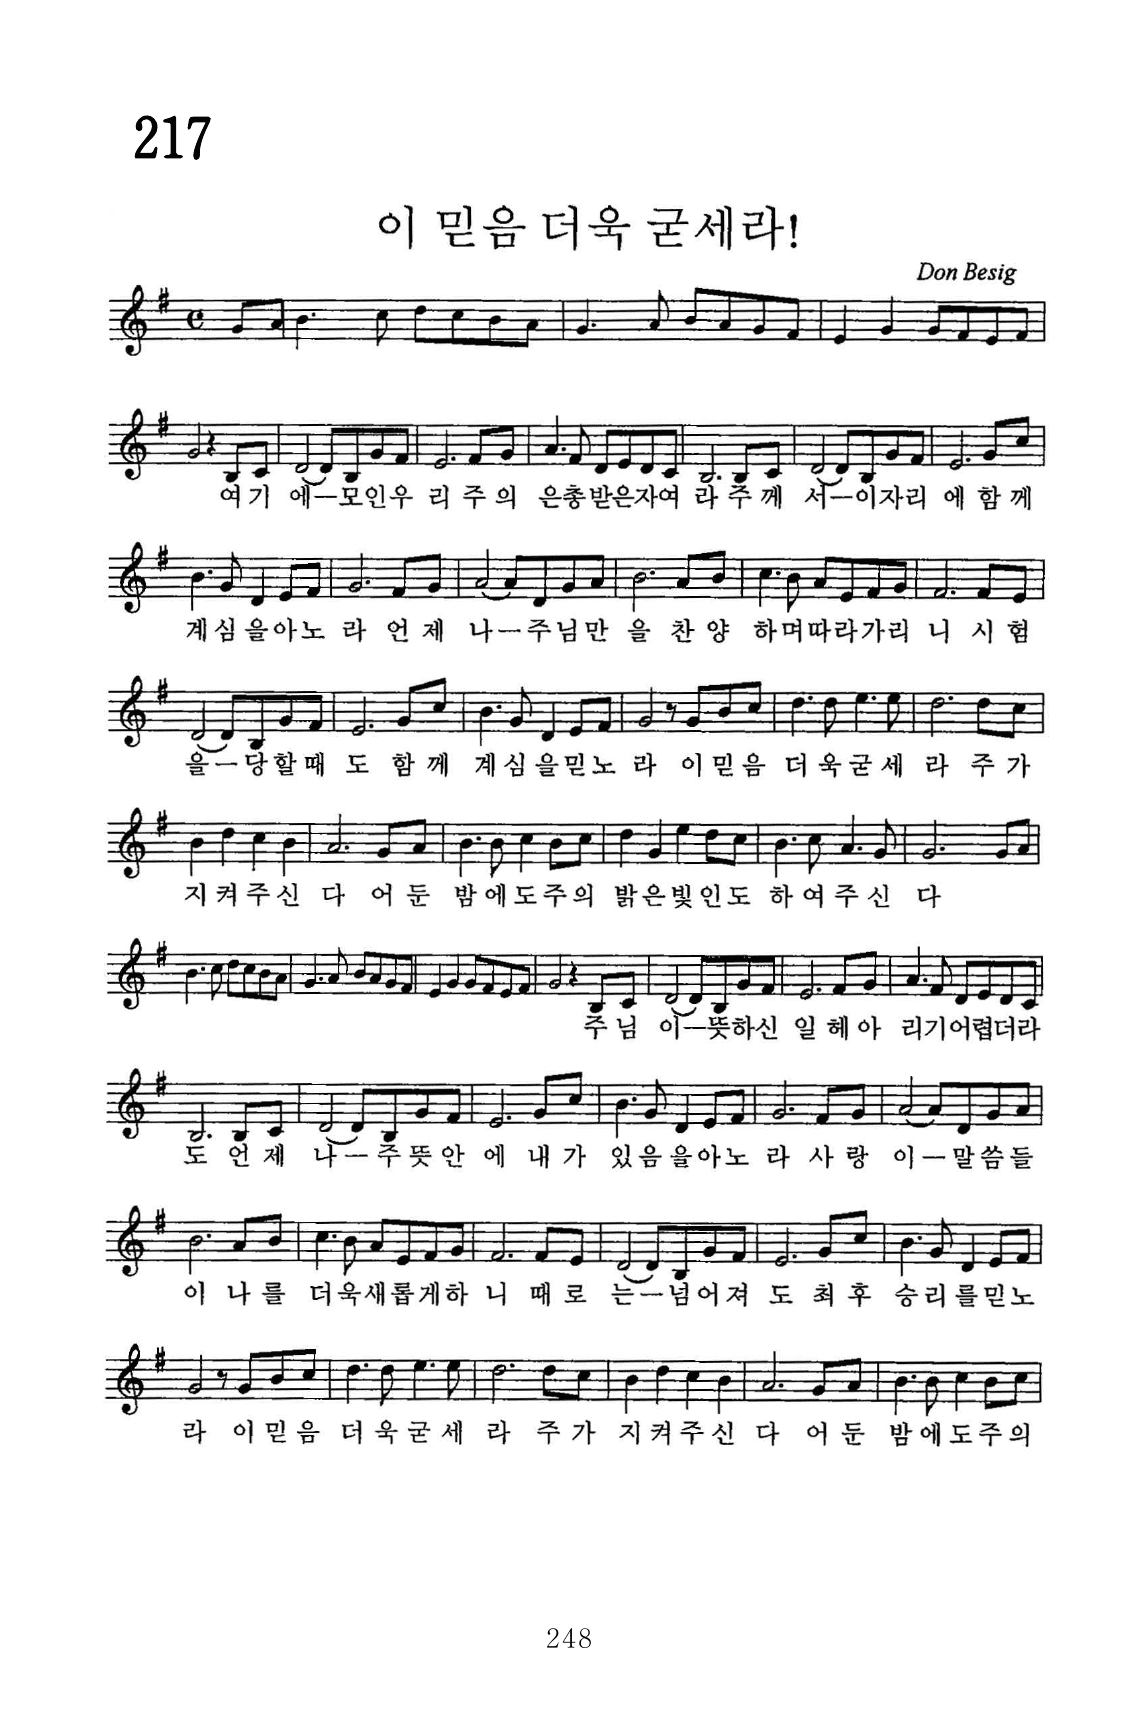 217
이 믿음 더욱 굳세라!
Don Besig
여기 에ㅡ모인우 리 주 의 은총받은자여 라 주 께 서ㅡ이자리 에 함 께
계심을아노 라 언 제 나ㅡ주님만 을 찬 양 하며따라가리 니 시 험
을ㅡ당할때 도 함 께 계심을믿노 라 이믿음 더욱굳세 라 주 가
지켜주신 다 어 둔 밤에도주의 밝은빛인도 하여주신 다
주 님 이ㅡ뜻하신 일 헤 아 리기어렵더라
도 언 제 나ㅡ주뜻안 에 내 가 있음을아노 라 사 랑 이ㅡ말씀들
이 나 를 더욱새롭게하 니 때 로 는ㅡ넘어져 도 최 후 승리를믿노
라 이믿음 더욱굳세 라 주 가 지켜주신 다 어 둔 밤에도주의
248